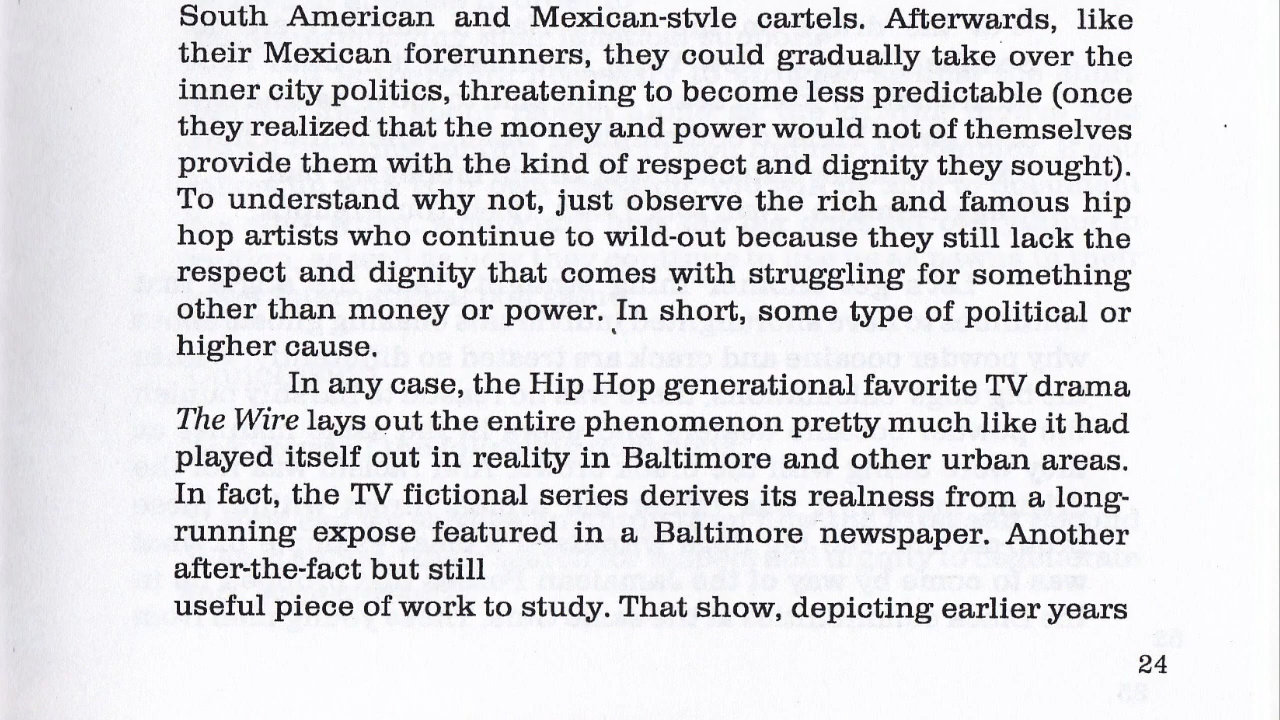 South American and Mexican-stvle cartels. Afterwards, like
their Mexican forerunners, they could gradually take over the
inner city politics, threatening to become less predictable (once
they realized that the money and power would not of themselves
provide them with the kind of respect and dignity they sought).
To understand why not, just observe the rich and famous hip
hop artists who continue to wild-out because they still lack the
respect and dignity that comes with struggling for something
other than money or power. In short, some type of political or
higher cause.
In any case, the Hip Hop generational favorite TV drama
The Wire lays out the entire phenomenon pretty much like it had
played itself out in reality in Baltimore and other urban areas.
In fact, the TV fictional series derives its realness from a long-
running expose featured in a Baltimore newspaper. Another
after-the-fact but still
useful piece of work to study. That show, depicting earlier years
24